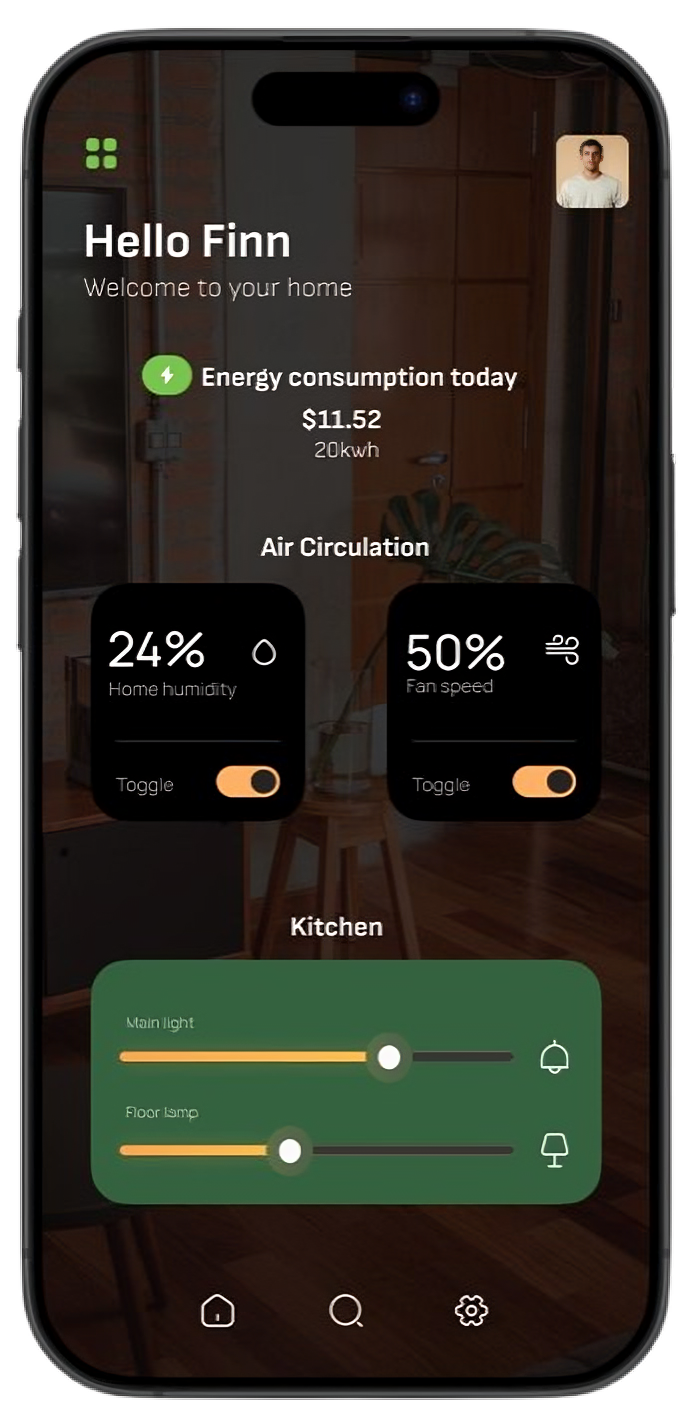 Hello Finn
Welcome to your home
Energy consumption today
$11.52
20kwh
Air Circulation
24%
Home humidity
Toggle
50%
Fan speed
Toggle
Kitchen
Main light
Floor lamp